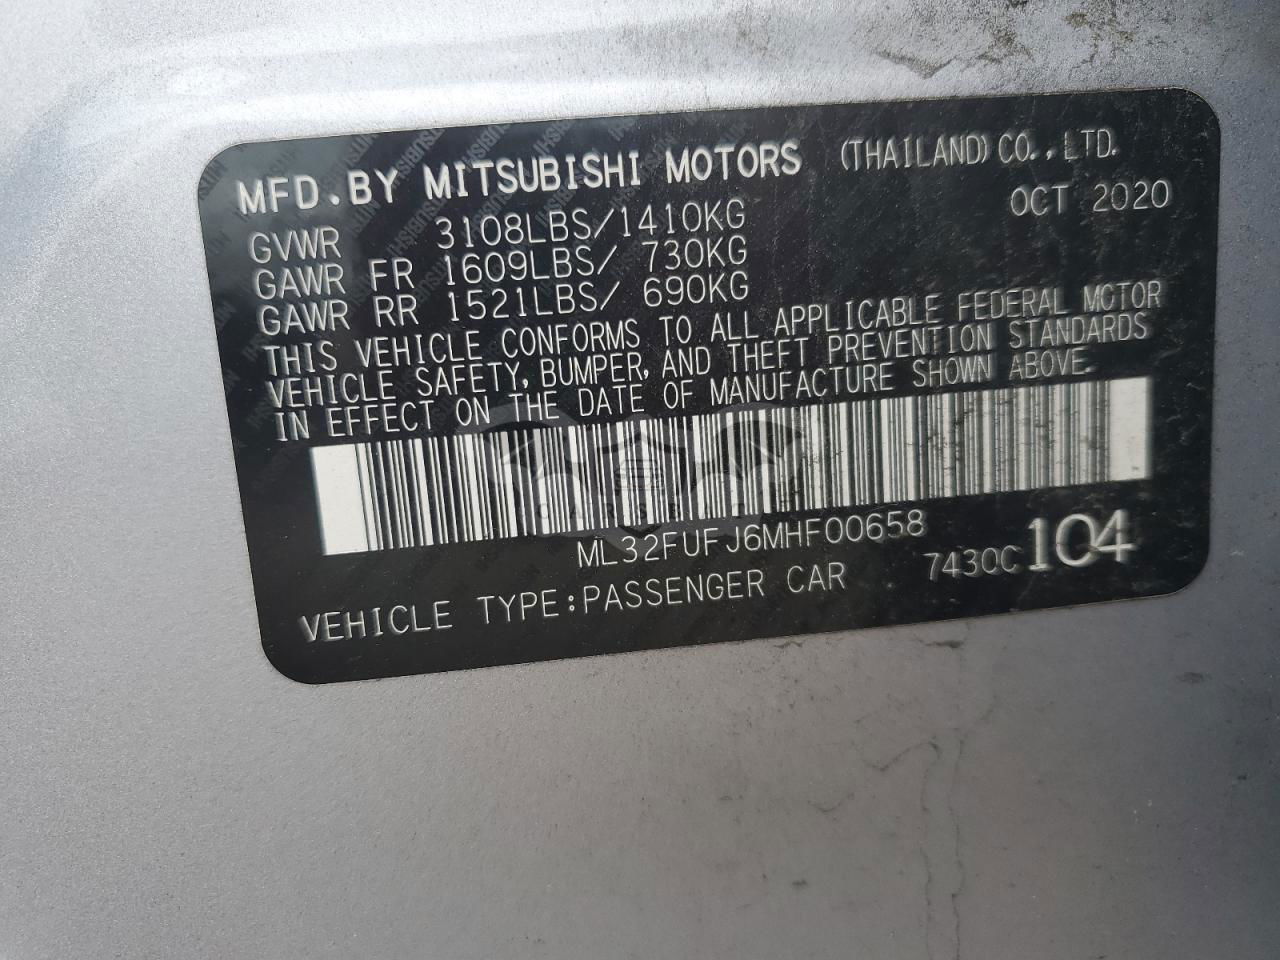 MFD.BY MITSUBISHI MOTORS (THAILAND) CO.,LTD.
OCT 2020
GVWR 3108LBS/1410KG
GAWR FR 1609LBS/ 730KG
GAWR RR 1521LBS/ 690KG
THIS VEHICLE CONFORMS TO ALL APPLICABLE FEDERAL MOTOR
VEHICLE SAFETY, BUMPER, AND THEFT PREVENTION STANDARDS
IN EFFECT ON THE DATE OF MANUFACTURE SHOWN ABOVE.
CARSBAT
ML32FUFJ6MHF00658
7430C 104
VEHICLE TYPE:PASSENGER CAR